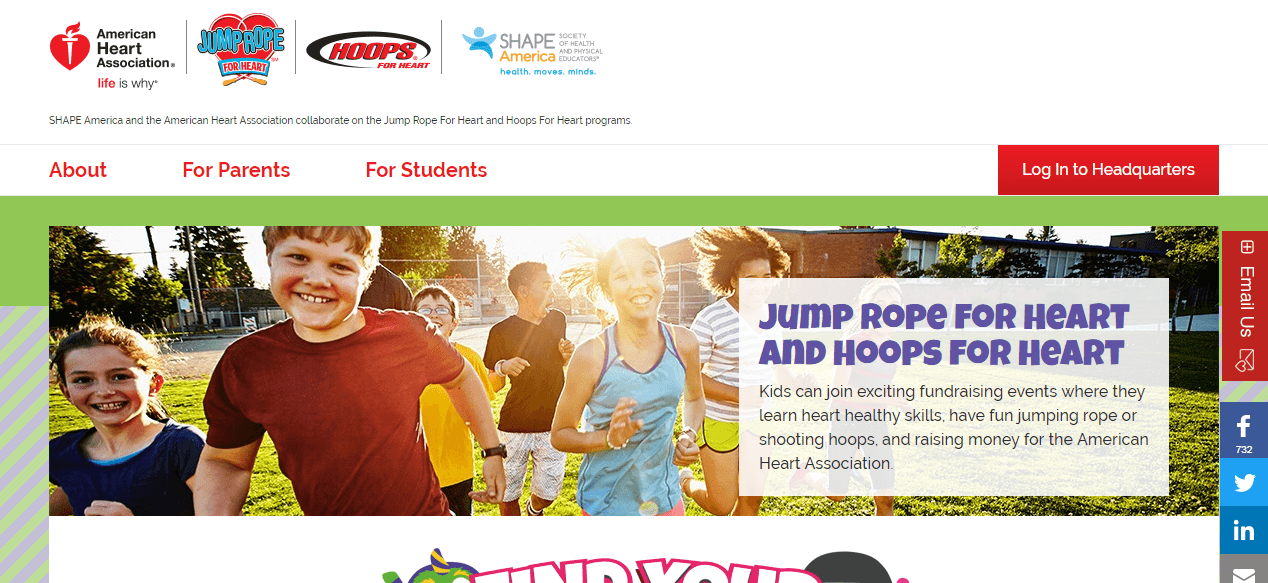 American
Heart
Association®
life is why®
JUMP ROPE
FOR HEART
SM
HOOPS®
FOR HEART
SHAPE
America
SOCIETY
OF HEALTH
AND PHYSICAL
EDUCATORS®
health. moves. minds.
SHAPE America and the American Heart Association collaborate on the Jump Rope For Heart and Hoops For Heart programs.
About For Parents For Students Log In to Headquarters
Jump Rope For Heart
and Hoops For Heart
Kids can join exciting fundraising events where they
learn heart healthy skills, have fun jumping rope or
shooting hoops, and raising money for the American
Heart Association.
Email Us
732
FIND YOUR